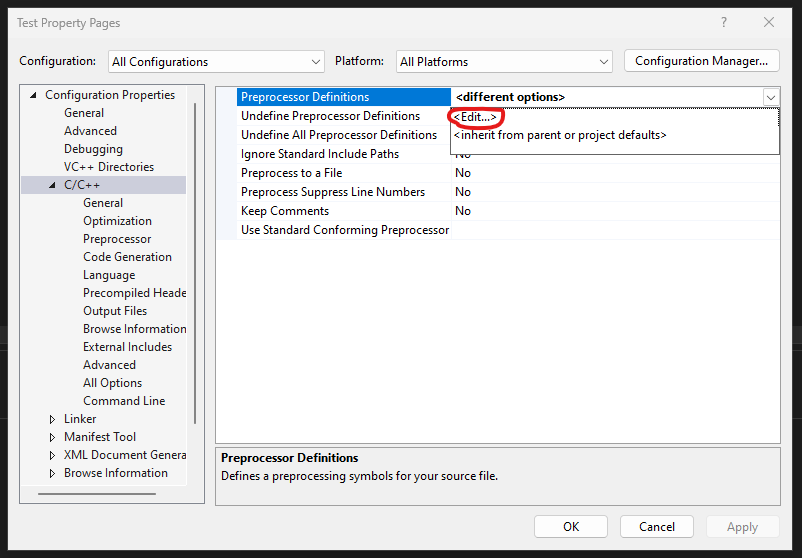 Test Property Pages
?
Configuration:
All Configurations
Platform:
All Platforms
Configuration Manager...
Configuration Properties
General
Advanced
Debugging
VC++ Directories
C/C++
General
Optimization
Preprocessor
Code Generation
Language
Precompiled Heade
Output Files
Browse Information
External Includes
Advanced
All Options
Command Line
Linker
Manifest Tool
XML Document Genera
Browse Information
Preprocessor Definitions <different options>
Undefine Preprocessor Definitions
<Edit...>
Undefine All Preprocessor Definitions
<inherit from parent or project defaults>
Ignore Standard Include Paths No
Preprocess to a File No
Preprocess Suppress Line Numbers No
Keep Comments No
Use Standard Conforming Preprocessor
Preprocessor Definitions
Defines a preprocessing symbols for your source file.
OK
Cancel
Apply